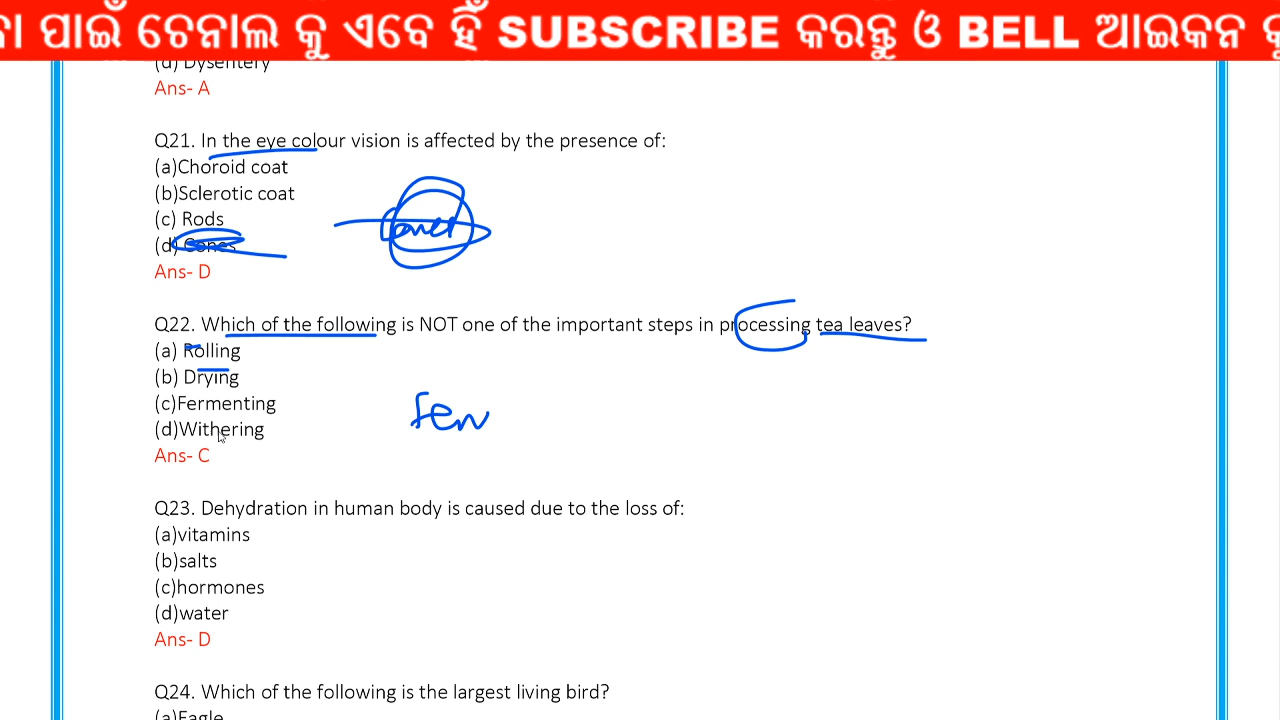 ନା ପାଇଁ ଚେନାଲ କୁ ଏବେ ହିଁ SUBSCRIBE କରନ୍ତୁ ଓ BELL ଆଇକନ କୁ
(d) Dysentery
Ans- A
Q21. In the eye colour vision is affected by the presence of:
(a)Choroid coat
(b)Sclerotic coat
(c) Rods
(d) Cones
Ans- D
Q22. Which of the following is NOT one of the important steps in processing tea leaves?
(a) Rolling
(b) Drying
(c)Fermenting
fer
(d)Withering
Ans- C
Q23. Dehydration in human body is caused due to the loss of:
(a)vitamins
(b)salts
(c)hormones
(d)water
Ans- D
Q24. Which of the following is the largest living bird?
(a)Eagle